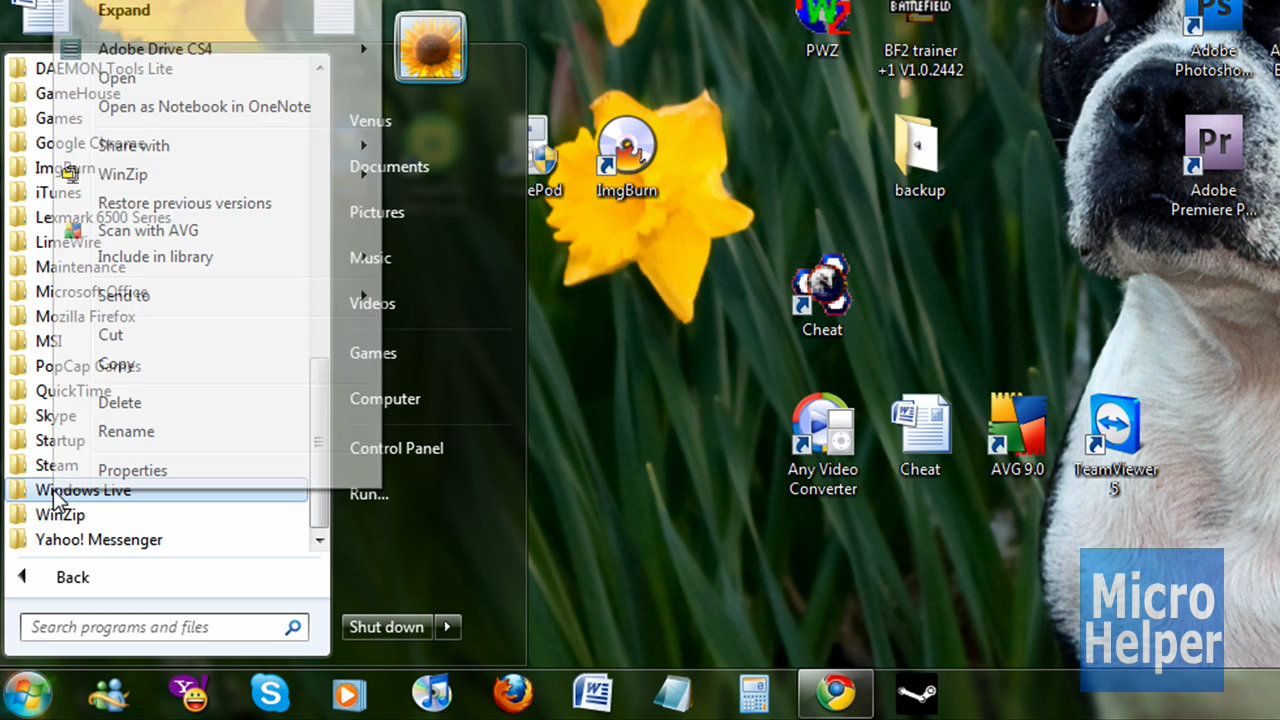 Expand
Adobe Drive CS4
Open
Open as Notebook in OneNote
Share with
WinZip
Restore previous versions
Scan with AVG
Include in library
Send to
Cut
Copy
Delete
Rename
Properties
DAEMON Tools Lite
GameHouse
Games
Google Chrome
ImgBurn
iTunes
Lexmark 6500 Series
LimeWire
Maintenance
Microsoft Office
Mozilla Firefox
MSI
PopCap Games
QuickTime
Skype
Startup
Steam
Windows Live
WinZip
Yahoo! Messenger
Back
Search programs and files
Venus
Documents
Pictures
Music
Videos
Games
Computer
Control Panel
Run...
Shut down
ePod
ImgBurn
PWZ
BATTLEFIELD
BF2 trainer
+1 V1.0.2442
Ps
Adobe
Photosho...
backup
Pr
Adobe
Premiere P...
Cheat
Any Video
Converter
Cheat
AVG 9.0
TeamViewer
5
Micro
Helper